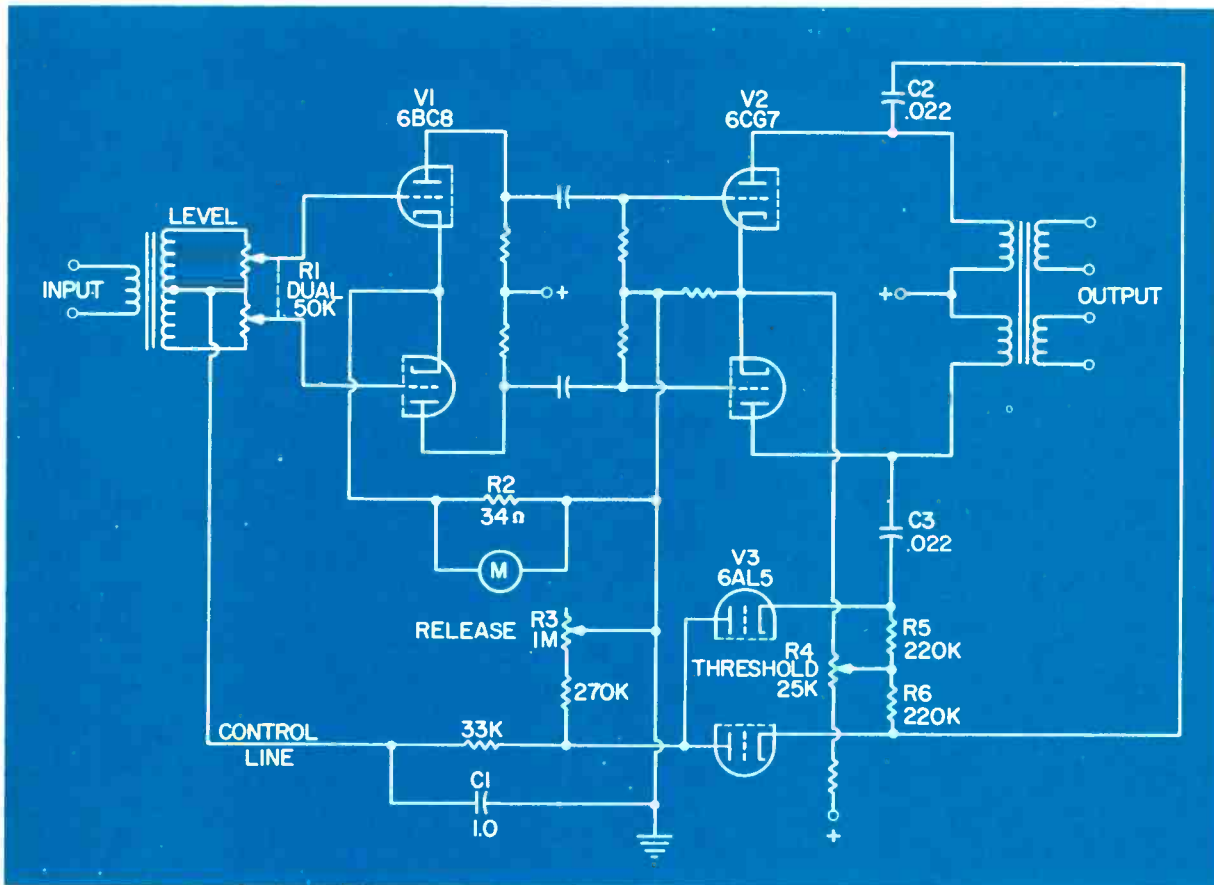 V1
6BC8
V2
6CG7
C2
.022
LEVEL
INPUT
R1
DUAL
50K
+
+
OUTPUT
R2
34Ω
M
C3
.022
V3
6AL5
RELEASE
R3
1M
R4
THRESHOLD
25K
R5
220K
R6
220K
270K
33K
CONTROL
LINE
C1
1.0
+